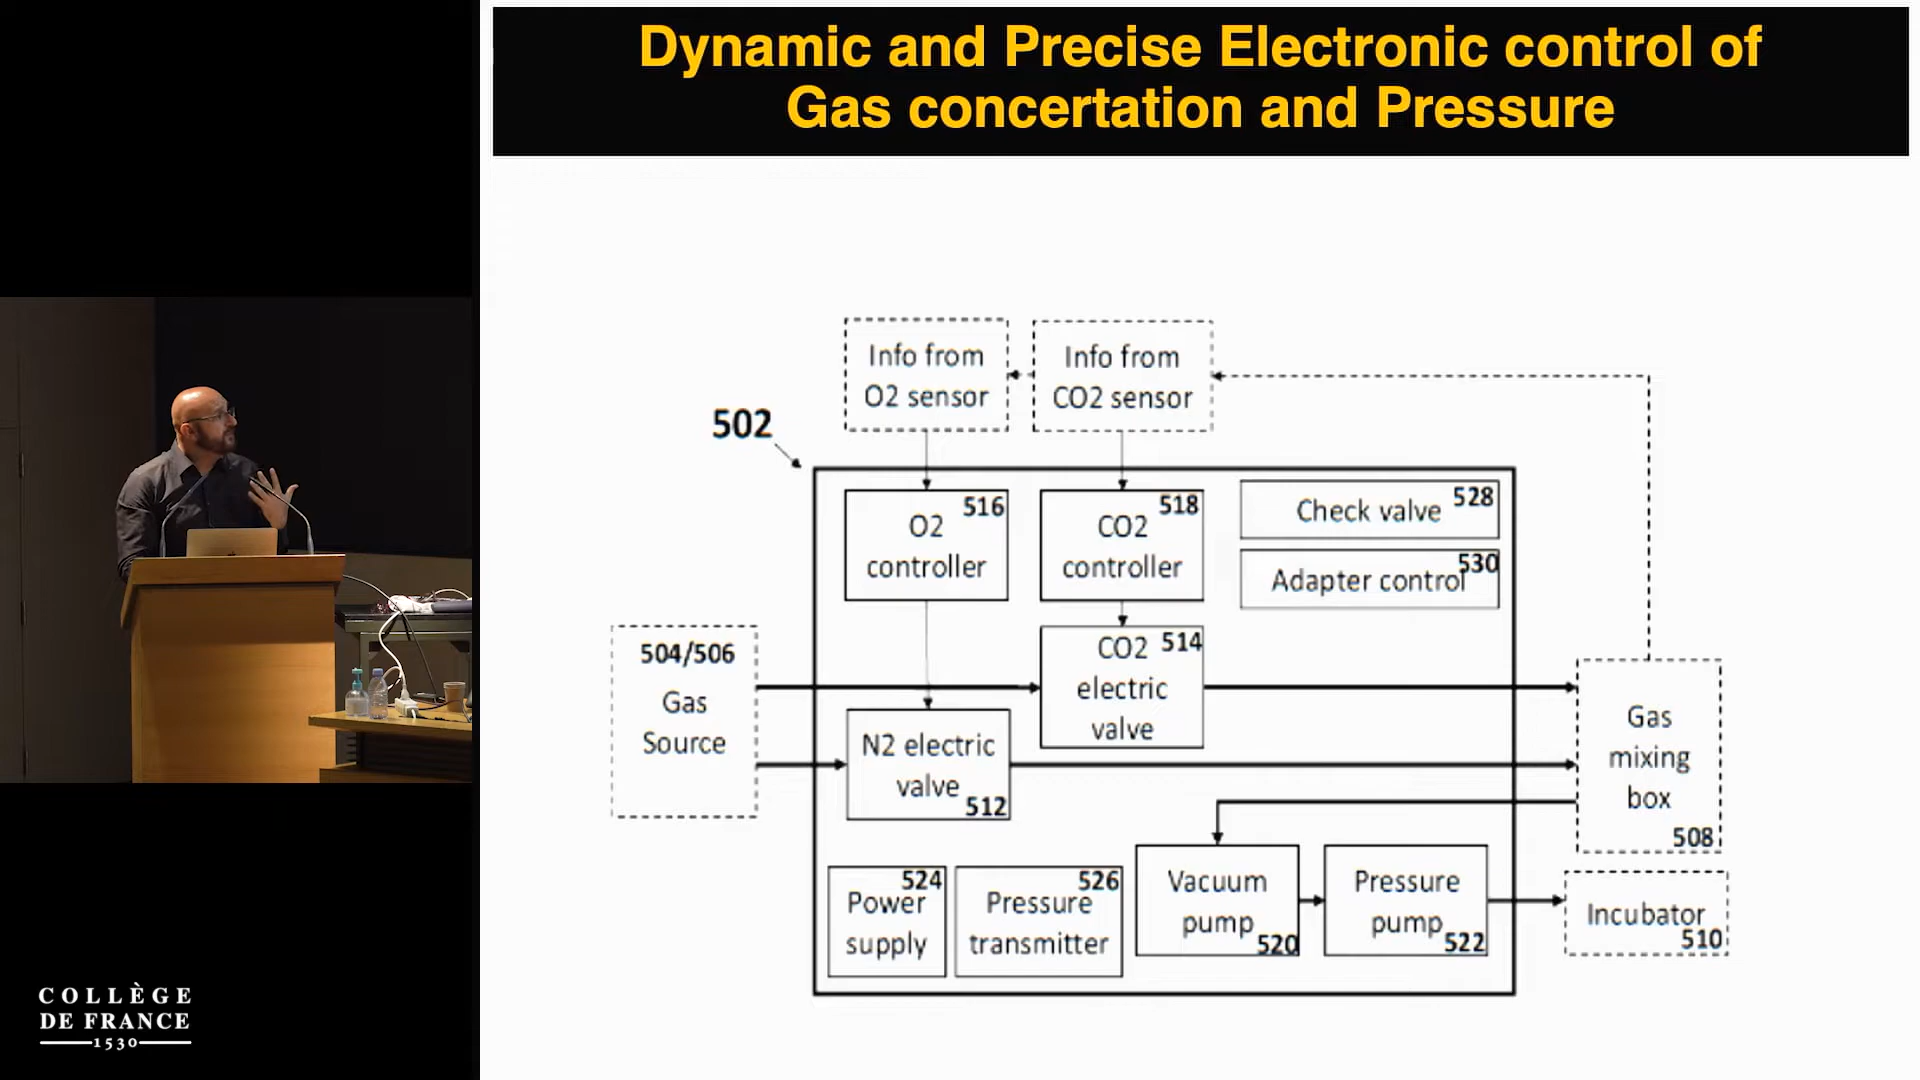 Dynamic and Precise Electronic control of
Gas concertation and Pressure
Info from
O2 sensor
Info from
CO2 sensor
502
516
O2
controller
518
CO2
controller
528
Check valve
530
Adapter control
504/506
Gas
Source
CO2 514
electric
valve
N2 electric
valve
512
Gas
mixing
box
508
524
Power
supply
526
Pressure
transmitter
Vacuum
pump
520
Pressure
pump
522
Incubator
510
COLLÈGE
DE FRANCE
1530